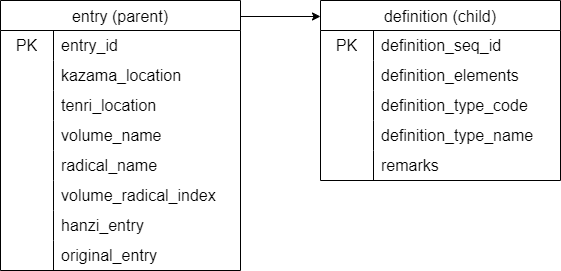 entry (parent)
PK entry_id
kazama_location
tenri_location
volume_name
radical_name
volume_radical_index
hanzi_entry
original_entry
definition (child)
PK definition_seq_id
definition_elements
definition_type_code
definition_type_name
remarks